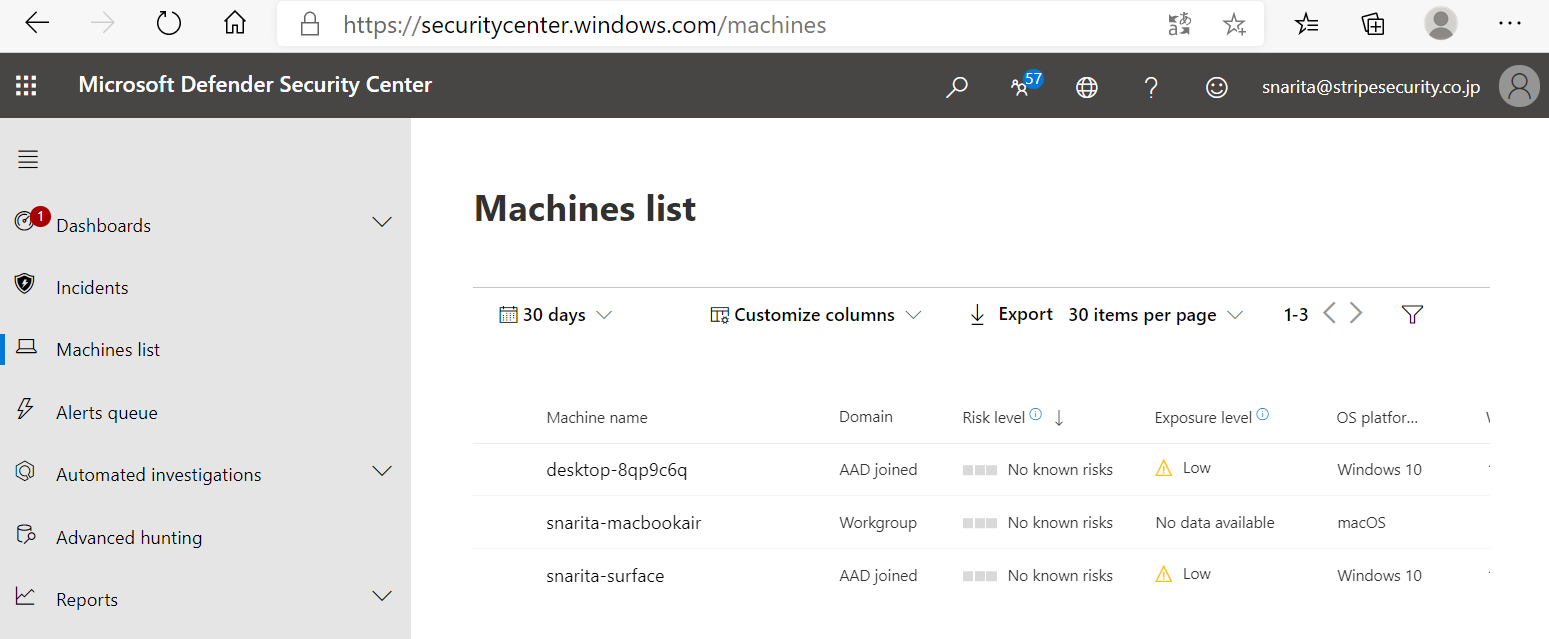 https://securitycenter.windows.com/machines
Microsoft Defender Security Center
57
?
snarita@stripesecurity.co.jp
1
Dashboards
Incidents
Machines list
Alerts queue
Automated investigations
Advanced hunting
Reports
Machines list
30 days Customize columns Export 30 items per page 1-3
Machine name Domain Risk level Exposure level OS platfor...
desktop-8qp9c6q AAD joined No known risks Low Windows 10
snarita-macbookair Workgroup No known risks No data available macOS
snarita-surface AAD joined No known risks Low Windows 10